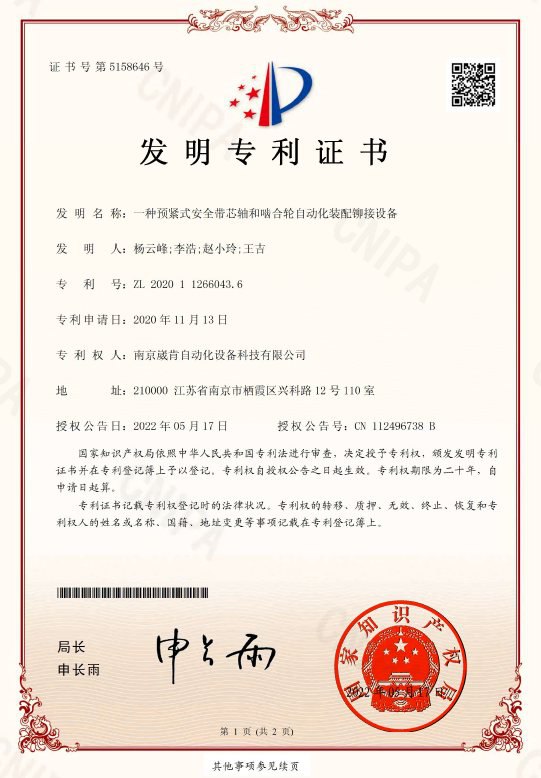 证书号第5158646号
发明专利证书
发明名称：一种预紧式安全带芯轴和啮合轮自动化装配铆接设备
发明人：杨云峰;李浩;赵小玲;王吉
专利号：ZL 2020 1 1266043.6
专利申请日：2020年11月13日
专利权人：南京崴肯自动化设备科技有限公司
地址：210000 江苏省南京市栖霞区兴科路12号110室
授权公告日：2022年05月17日 授权公告号：CN 112496738 B
国家知识产权局依照中华人民共和国专利法进行审查，决定授予专利权，颁发发明专利
证书并在专利登记簿上予以登记。专利权自授权公告之日起生效。专利权期限为二十年，自
申请日起算。
专利证书记载专利权登记时的法律状况。专利权的转移、质押、无效、终止、恢复和专
利权人的姓名或名称、国籍、地址变更等事项记载在专利登记簿上。
局长
申长雨
申长雨
国家知识产权局
2022年05月17日
第 1 页 (共 2 页)
其他事项参见续页
CNIPA
CNIPA
CNIPA
CNIPA